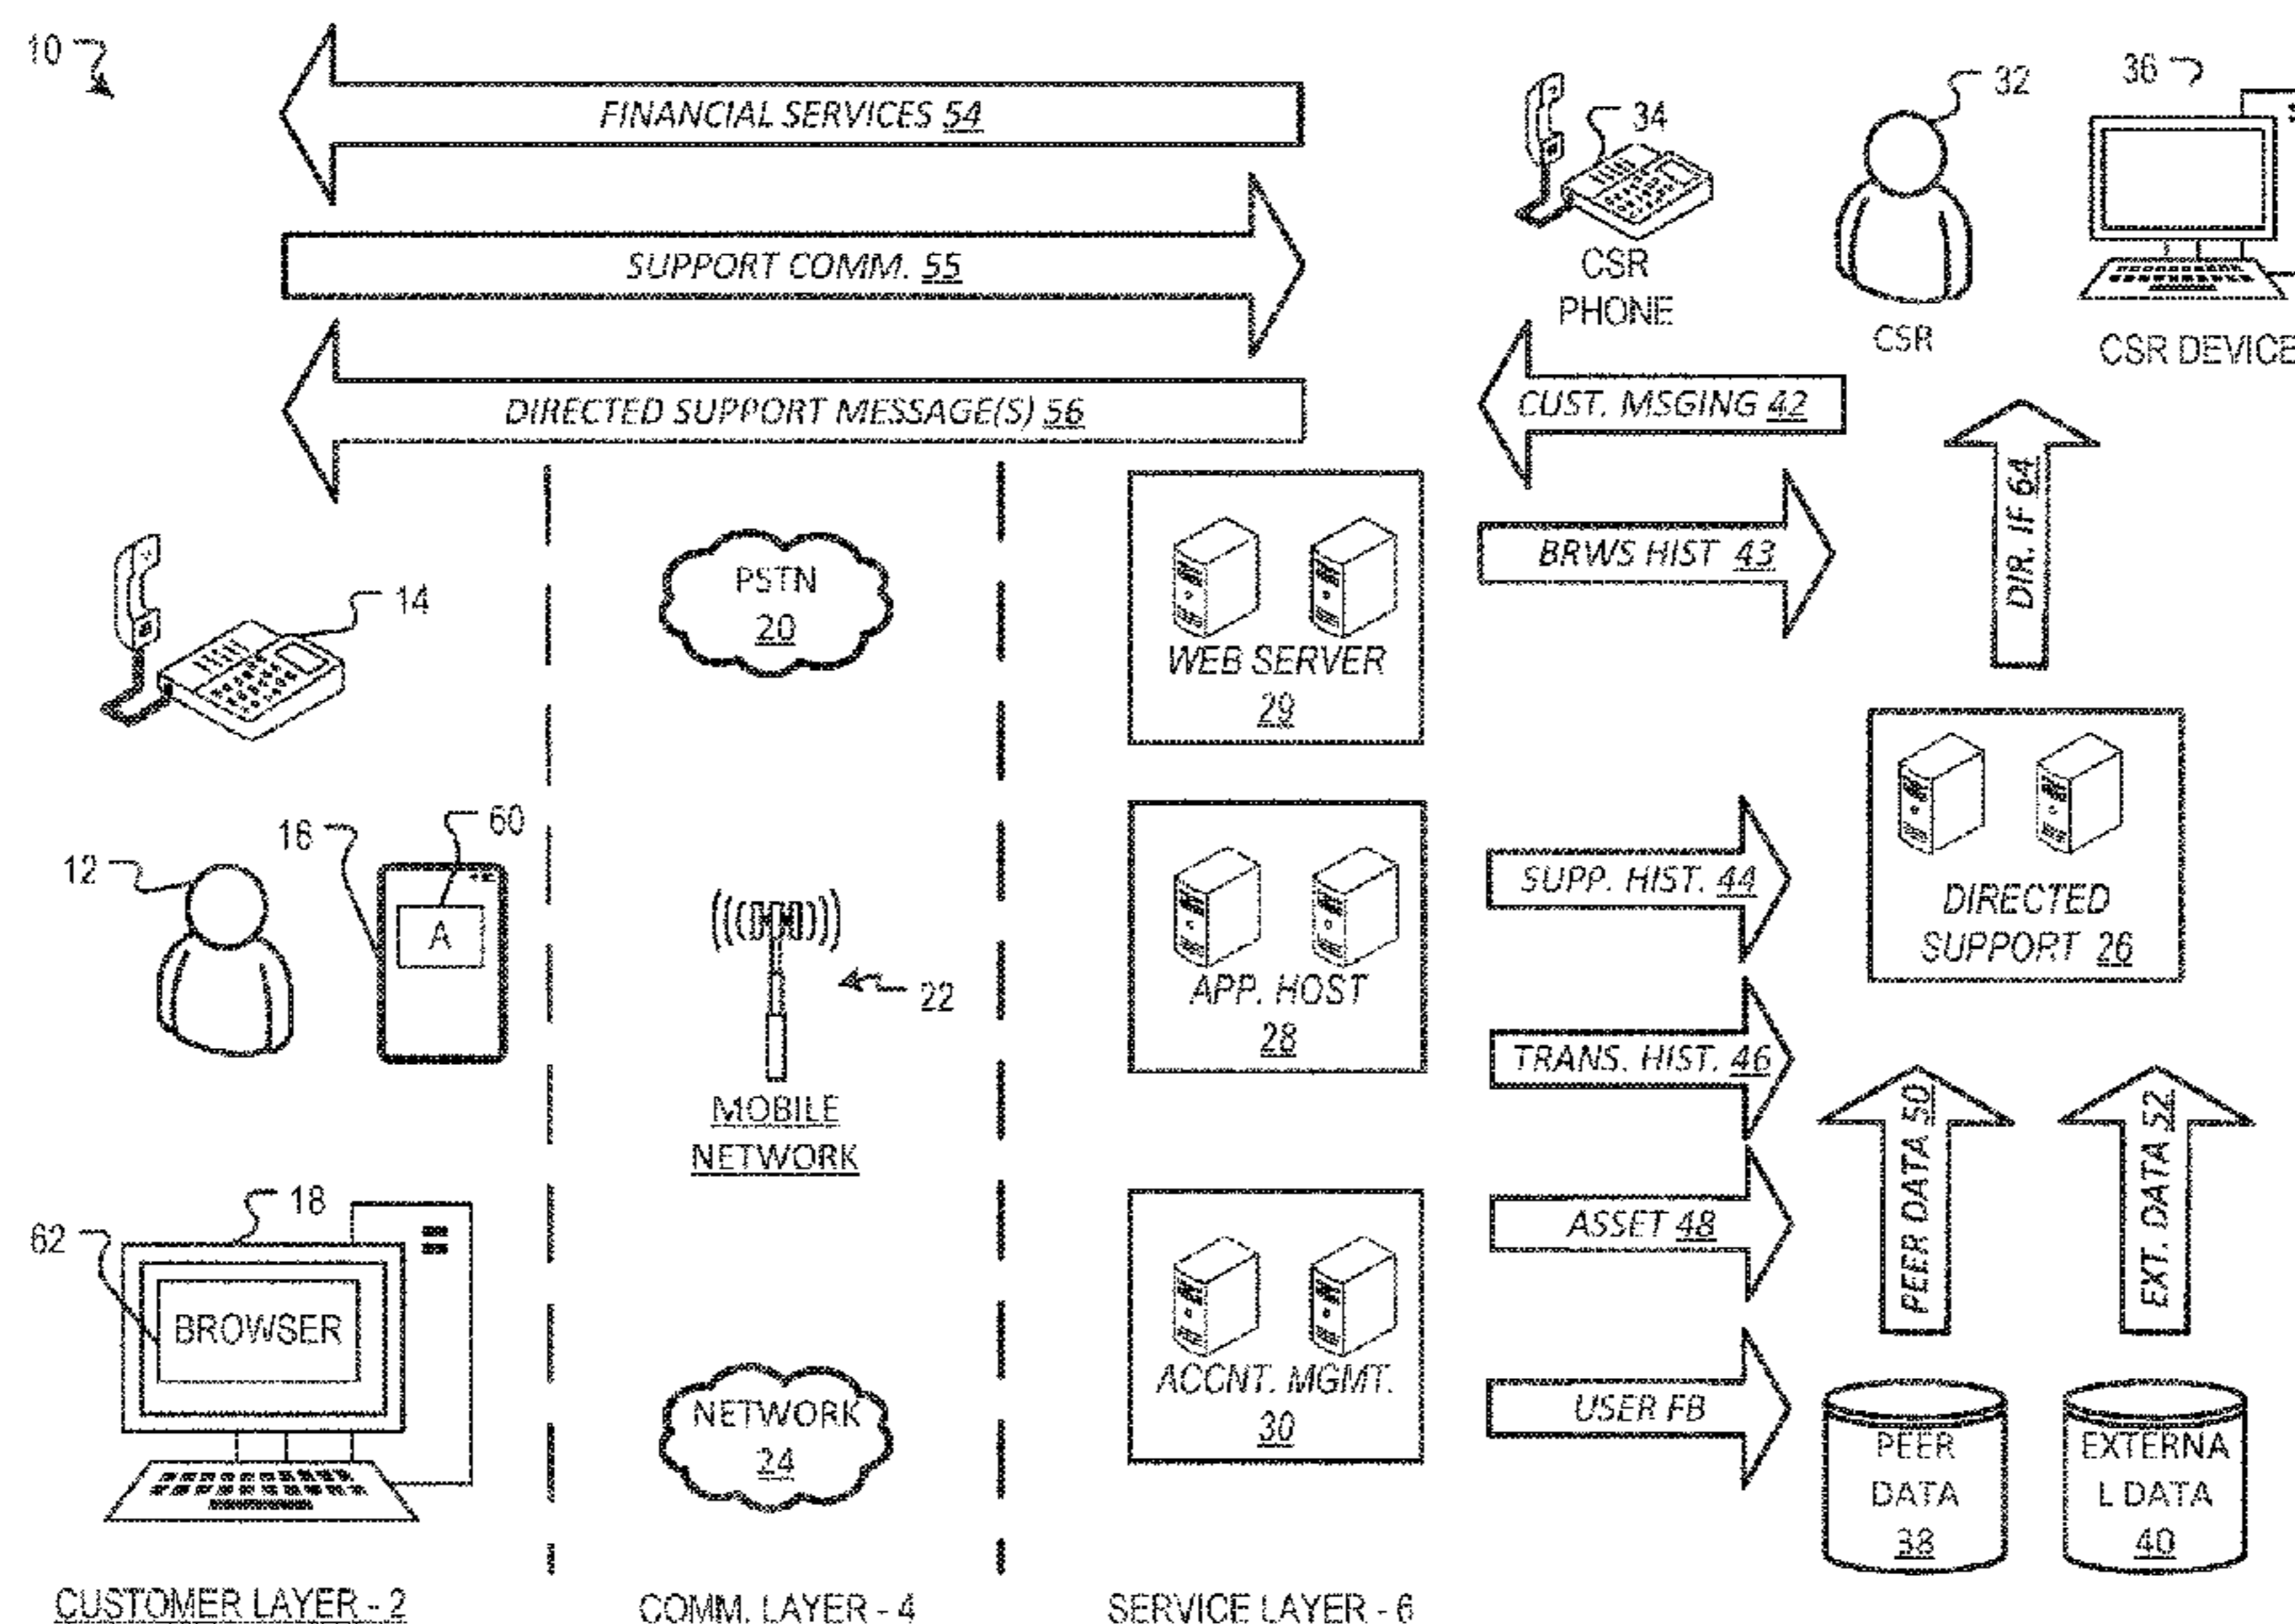 10
FINANCIAL SERVICES 54
SUPPORT COMM. 55
DIRECTED SUPPORT MESSAGE(S) 56
34
CSR
PHONE
32
CSR
36
CSR DEVICE
CUST. MSGING 42
BRWS HIST 43
DIR. IF 64
14
PSTN
20
WEB SERVER
29
12
16
60
A
22
MOBILE
NETWORK
APP. HOST
28
SUPP. HIST. 44
TRANS. HIST. 46
DIRECTED
SUPPORT 26
18
62
BROWSER
NETWORK
24
ACCNT. MGMT.
30
ASSET 48
USER FB
PEER DATA 50
EXT. DATA 52
PEER
DATA
38
EXTERNA
L DATA
40
CUSTOMER LAYER - 2
COMM. LAYER - 4
SERVICE LAYER - 6